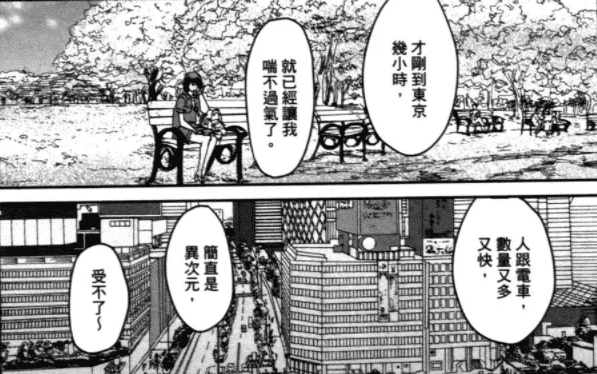 才剛到東京
幾小時，
就已經讓我
喘不過氣了。
人跟電車，
數量又多
又快，
簡直是
異次元，
受不了～